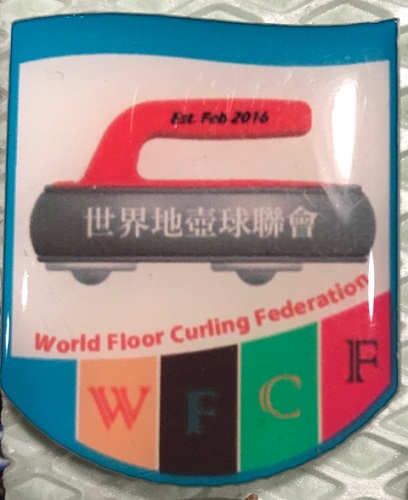 Est. Feb 2016
世界地壺球聯會
World Floor Curling Federation
W F C F